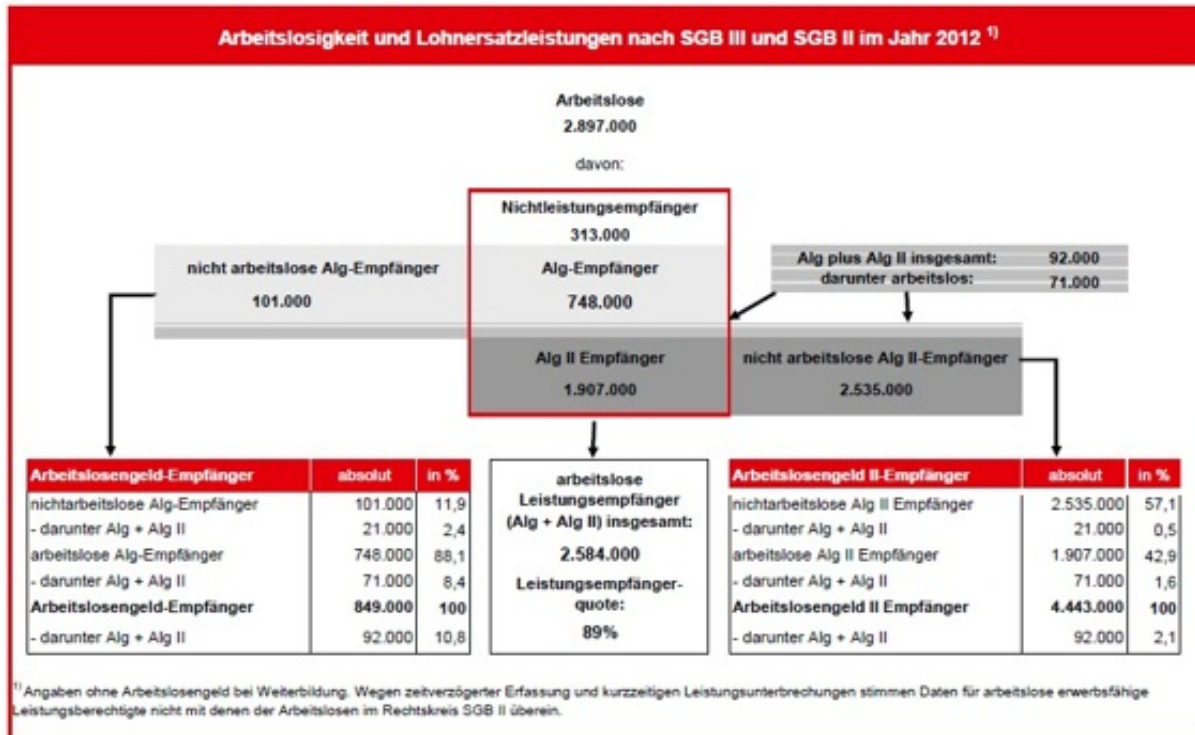 Arbeitslosigkeit und Lohnersatzleistungen nach SGB III und SGB II im Jahr 2012 1)
Arbeitslose
2.897.000
davon:
Nichtleistungsempfänger
313.000
nicht arbeitslose Alg-Empfänger
101.000
Alg-Empfänger
748.000
Alg plus Alg II insgesamt: 92.000
darunter arbeitslos: 71.000
Alg II Empfänger
1.907.000
nicht arbeitslose Alg II-Empfänger
2.535.000
Arbeitslosengeld-Empfänger absolut in %
nichtarbeitslose Alg-Empfänger 101.000 11,9
- darunter Alg + Alg II 21.000 2,4
arbeitslose Alg-Empfänger 748.000 88,1
- darunter Alg + Alg II 71.000 8,4
Arbeitslosengeld-Empfänger 849.000 100
- darunter Alg + Alg II 92.000 10,8
arbeitslose
Leistungsempfänger
(Alg + Alg II) insgesamt:
2.584.000
Leistungsempfänger-
quote:
89%
Arbeitslosengeld II-Empfänger absolut in %
nichtarbeitslose Alg II Empfänger 2.535.000 57,1
- darunter Alg + Alg II 21.000 0,5
arbeitslose Alg II Empfänger 1.907.000 42,9
- darunter Alg + Alg II 71.000 1,6
Arbeitslosengeld II Empfänger 4.443.000 100
- darunter Alg + Alg II 92.000 2,1
1) Angaben ohne Arbeitslosengeld bei Weiterbildung. Wegen zeitverzögerter Erfassung und kurzzeitigen Leistungsunterbrechungen stimmen Daten für arbeitslose erwerbsfähige
Leistungsberechtigte nicht mit denen der Arbeitslosen im Rechtskreis SGB II überein.